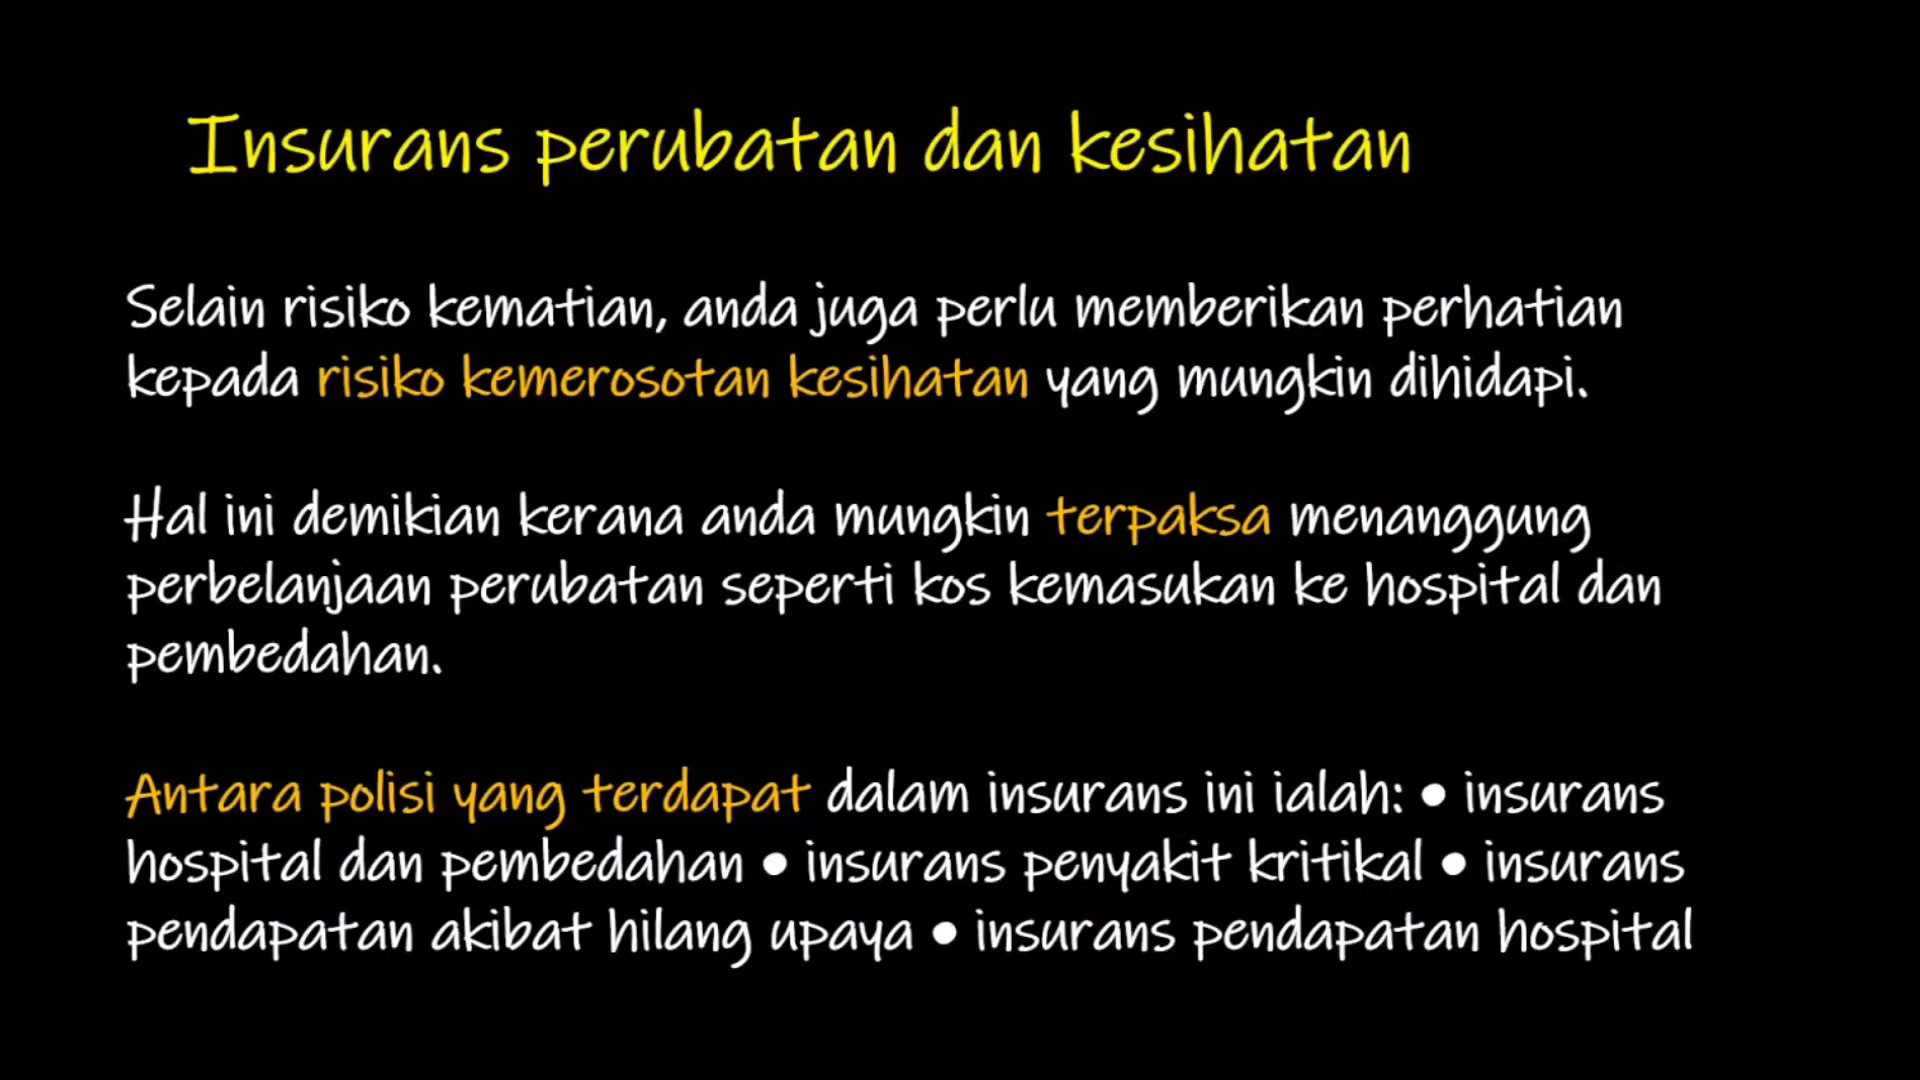 Insurans perubatan dan kesihatan
Selain risiko kematian, anda juga perlu memberikan perhatian
kepada risiko kemerosotan kesihatan yang mungkin dihidapi.
Hal ini demikian kerana anda mungkin terpaksa menanggung
perbelanjaan perubatan seperti kos kemasukan ke hospital dan
pembedahan.
Antara polisi yang terdapat dalam insurans ini ialah: • insurans
hospital dan pembedahan • insurans penyakit kritikal • insurans
pendapatan akibat hilang upaya • insurans pendapatan hospital